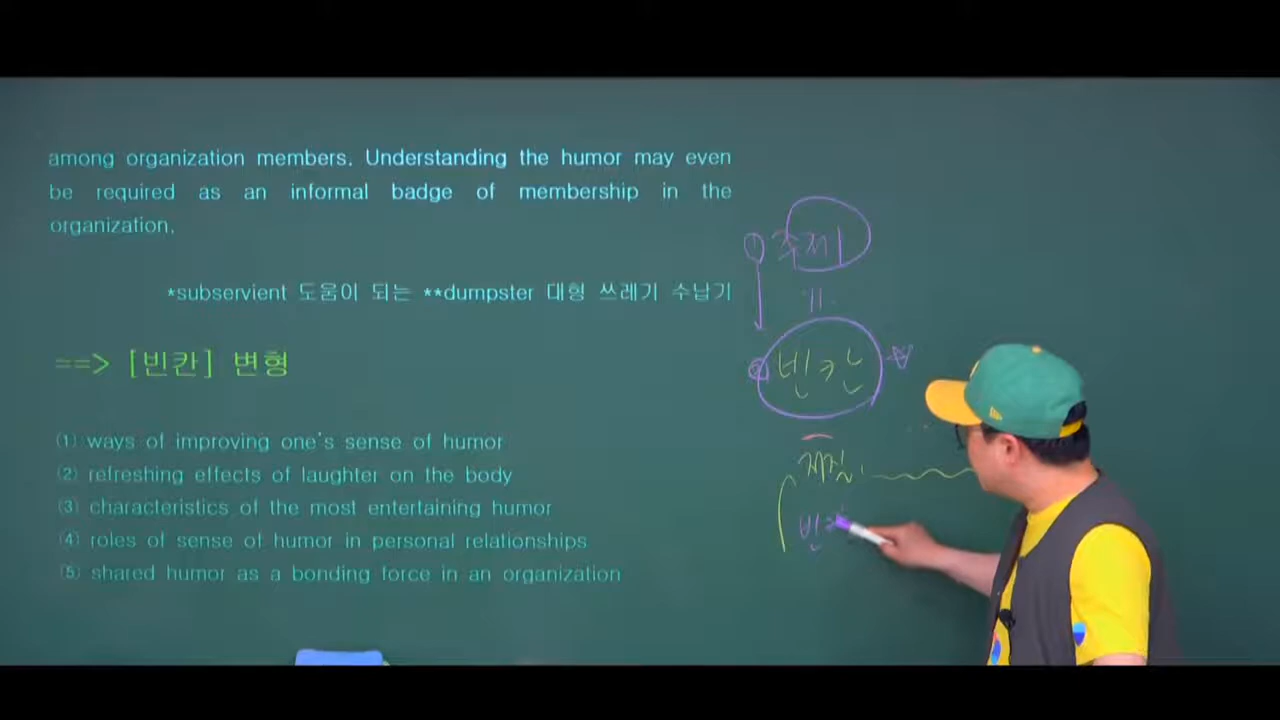 among organization members. Understanding the humor may even
be required as an informal badge of membership in the
organization.
*subservient 도움이 되는 **dumpster 대형 쓰레기 수납기
==> [빈칸] 변형
(1) ways of improving one's sense of humor
(2) refreshing effects of laughter on the body
(3) characteristics of the most entertaining humor
(4) roles of sense of humor in personal relationships
(5) shared humor as a bonding force in an organization
① 주제
||
② 빈칸 ☆
빈칸